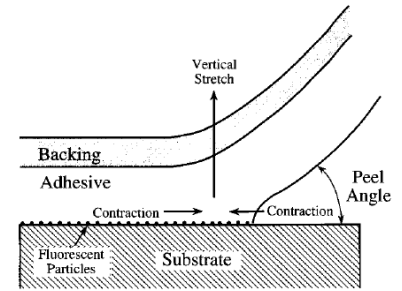 Vertical
Stretch
Backing
Adhesive
Peel
Angle
Contraction
Contraction
Fluorescent
Particles
Substrate